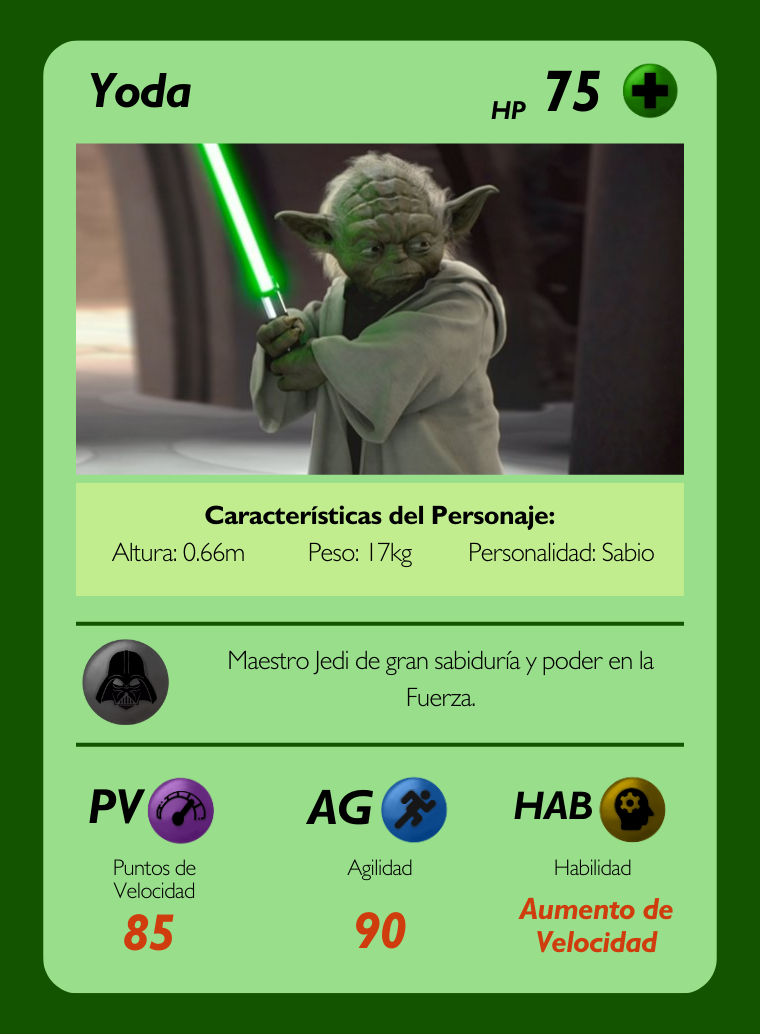 Yoda
HP 75
Características del Personaje:
Altura: 0.66m Peso: 17kg Personalidad: Sabio
Maestro Jedi de gran sabiduría y poder en la
Fuerza.
PV AG HAB
Puntos de
Velocidad
85
Agilidad
90
Habilidad
Aumento de
Velocidad